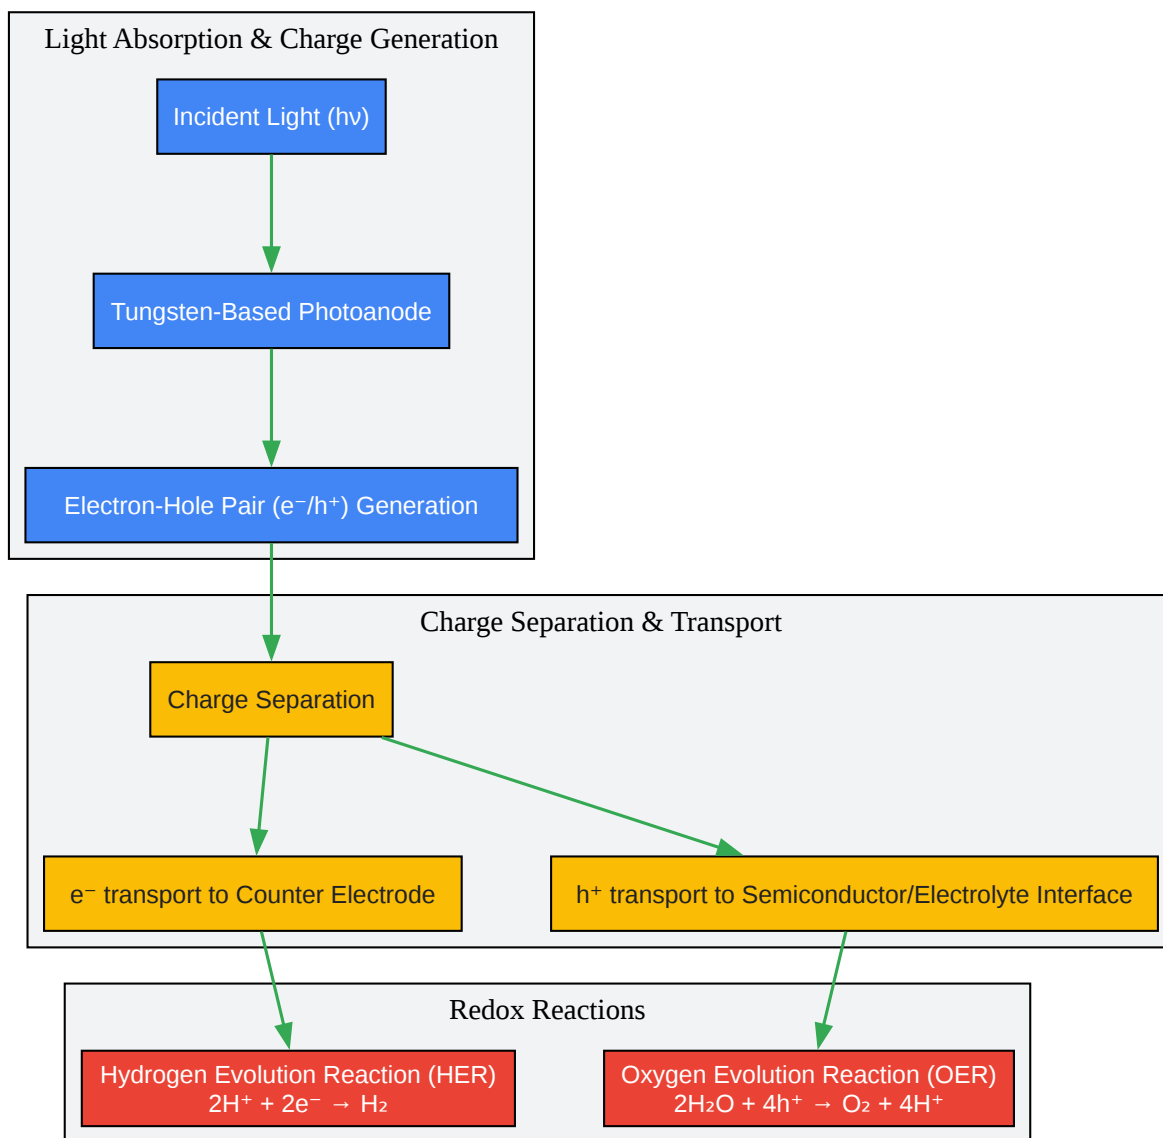 Light Absorption & Charge Generation
Incident Light (hν)
Tungsten-Based Photoanode
Electron-Hole Pair (e⁻/h⁺) Generation
Charge Separation & Transport
Charge Separation
e⁻ transport to Counter Electrode
h⁺ transport to Semiconductor/Electrolyte Interface
Redox Reactions
Hydrogen Evolution Reaction (HER)
2H⁺ + 2e⁻ → H₂
Oxygen Evolution Reaction (OER)
2H₂O + 4h⁺ → O₂ + 4H⁺